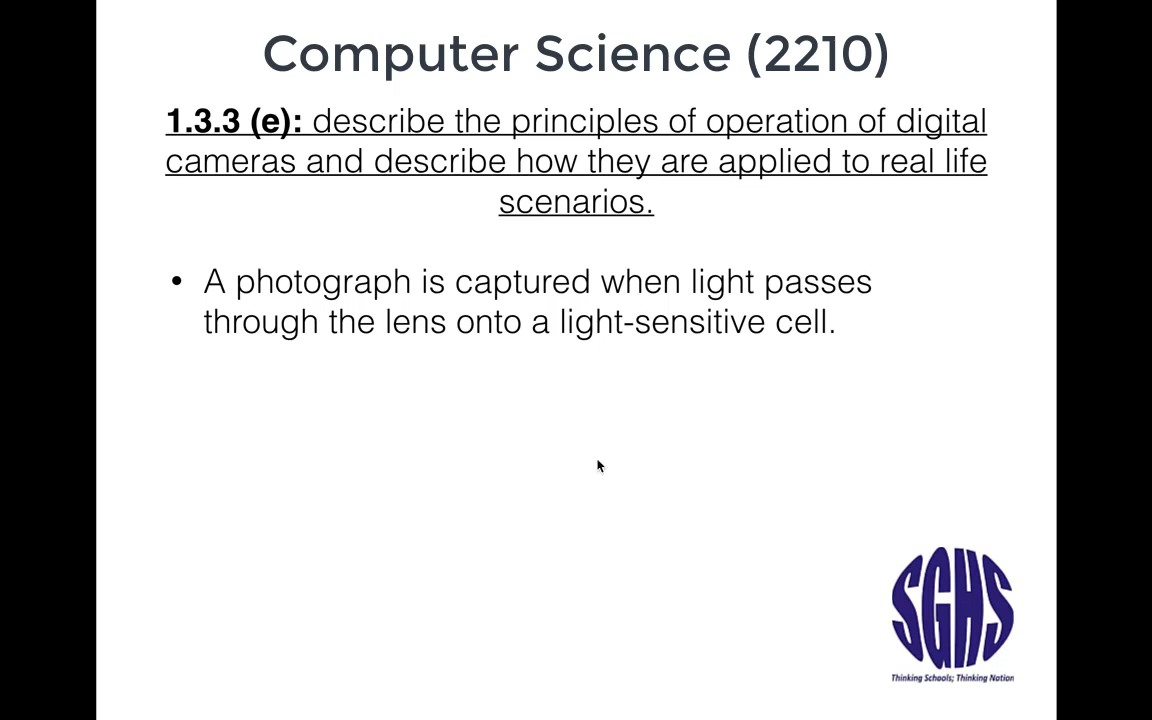 Computer Science (2210)
1.3.3 (e): describe the principles of operation of digital
cameras and describe how they are applied to real life
scenarios.
• A photograph is captured when light passes
through the lens onto a light-sensitive cell.
SGHS
Thinking Schools; Thinking Nation